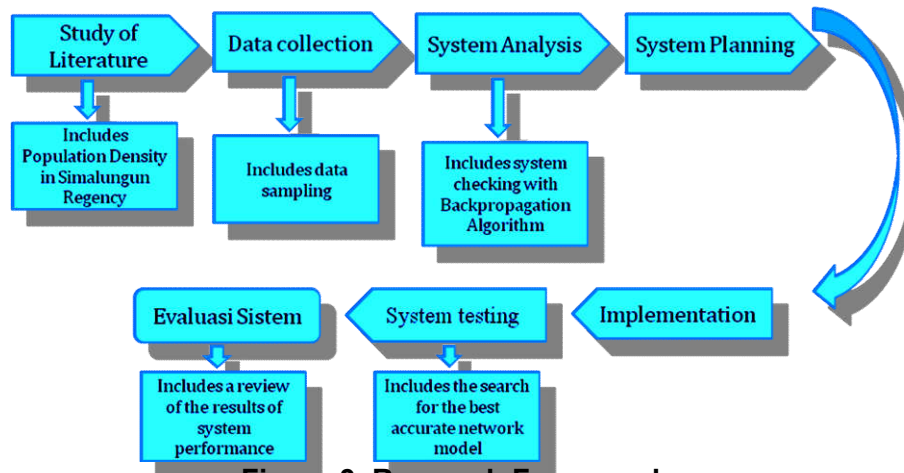 Study of
Literature
Data collection
System Analysis
System Planning
Includes
Population Density
in Simalungun
Regency
Includes data
sampling
Includes system
checking with
Backpropagation
Algorithm
Evaluasi Sistem
System testing
Implementation
Includes a review
of the results of
system
performance
Includes the search
for the best
accurate network
model